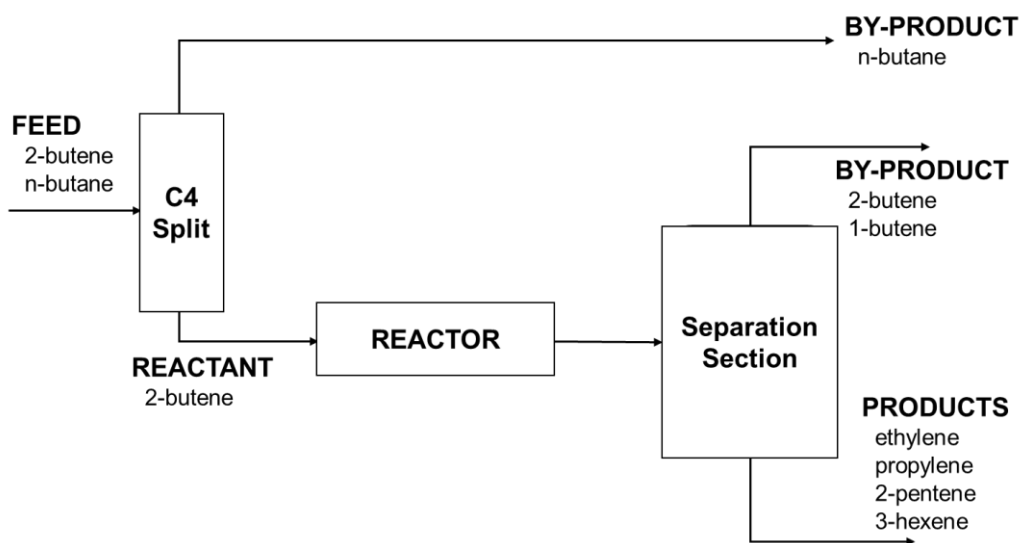 BY-PRODUCT
n-butane
FEED
2-butene
n-butane
C4
Split
BY-PRODUCT
2-butene
1-butene
REACTANT
2-butene
REACTOR
Separation
Section
PRODUCTS
ethylene
propylene
2-pentene
3-hexene